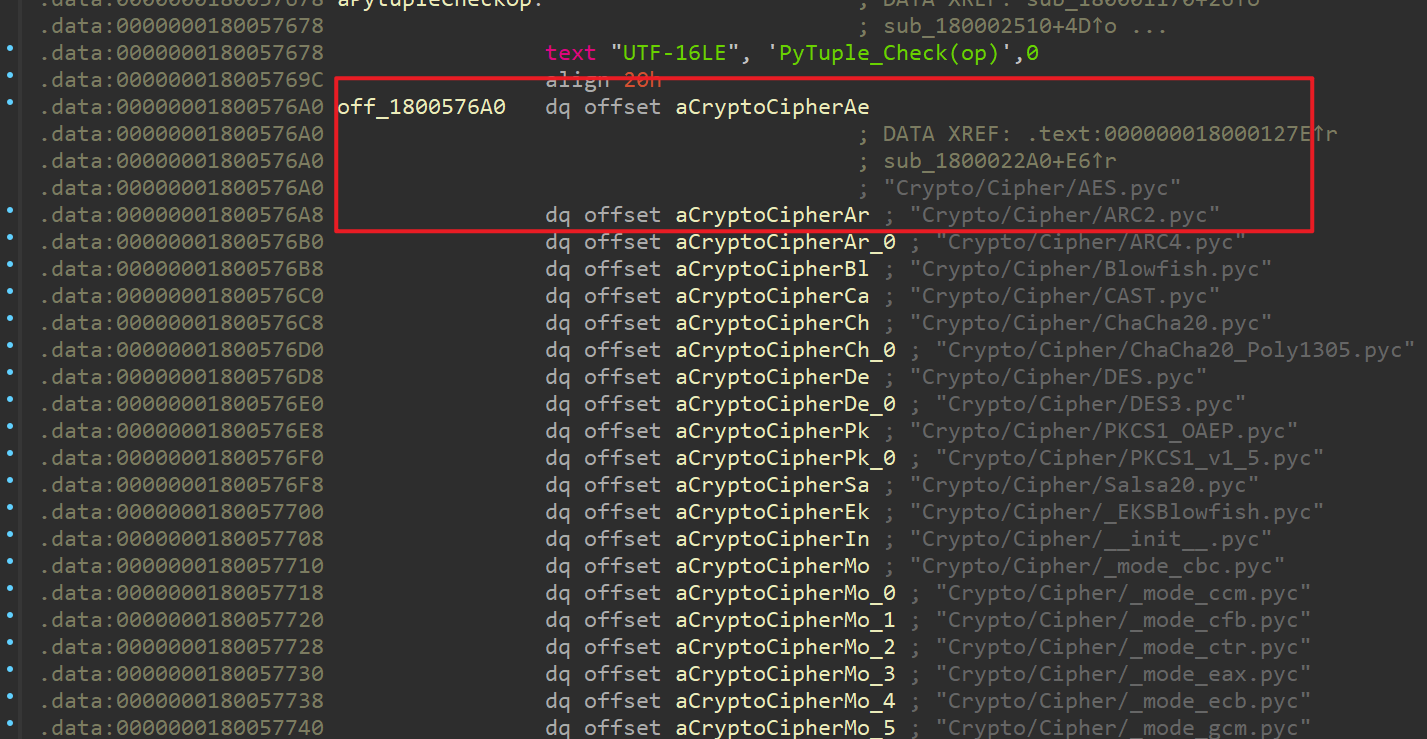 .data:0000000180057678 aPytupleCheckOp: ; DATA XREF: sub_180001170+26↑o
.data:0000000180057678 ; sub_180002510+4D↑o ...
.data:0000000180057678 text "UTF-16LE", 'PyTuple_Check(op)',0
.data:000000018005769C align 20h
.data:00000001800576A0 off_1800576A0 dq offset aCryptoCipherAe
.data:00000001800576A0 ; DATA XREF: .text:000000018000127E↑r
.data:00000001800576A0 ; sub_1800022A0+E6↑r
.data:00000001800576A0 ; "Crypto/Cipher/AES.pyc"
.data:00000001800576A8 dq offset aCryptoCipherAr ; "Crypto/Cipher/ARC2.pyc"
.data:00000001800576B0 dq offset aCryptoCipherAr_0 ; "Crypto/Cipher/ARC4.pyc"
.data:00000001800576B8 dq offset aCryptoCipherBl ; "Crypto/Cipher/Blowfish.pyc"
.data:00000001800576C0 dq offset aCryptoCipherCa ; "Crypto/Cipher/CAST.pyc"
.data:00000001800576C8 dq offset aCryptoCipherCh ; "Crypto/Cipher/ChaCha20.pyc"
.data:00000001800576D0 dq offset aCryptoCipherCh_0 ; "Crypto/Cipher/ChaCha20_Poly1305.pyc"
.data:00000001800576D8 dq offset aCryptoCipherDe ; "Crypto/Cipher/DES.pyc"
.data:00000001800576E0 dq offset aCryptoCipherDe_0 ; "Crypto/Cipher/DES3.pyc"
.data:00000001800576E8 dq offset aCryptoCipherPk ; "Crypto/Cipher/PKCS1_OAEP.pyc"
.data:00000001800576F0 dq offset aCryptoCipherPk_0 ; "Crypto/Cipher/PKCS1_v1_5.pyc"
.data:00000001800576F8 dq offset aCryptoCipherSa ; "Crypto/Cipher/Salsa20.pyc"
.data:0000000180057700 dq offset aCryptoCipherEk ; "Crypto/Cipher/_EKSBlowfish.pyc"
.data:0000000180057708 dq offset aCryptoCipherIn ; "Crypto/Cipher/__init__.pyc"
.data:0000000180057710 dq offset aCryptoCipherMo ; "Crypto/Cipher/_mode_cbc.pyc"
.data:0000000180057718 dq offset aCryptoCipherMo_0 ; "Crypto/Cipher/_mode_ccm.pyc"
.data:0000000180057720 dq offset aCryptoCipherMo_1 ; "Crypto/Cipher/_mode_cfb.pyc"
.data:0000000180057728 dq offset aCryptoCipherMo_2 ; "Crypto/Cipher/_mode_ctr.pyc"
.data:0000000180057730 dq offset aCryptoCipherMo_3 ; "Crypto/Cipher/_mode_eax.pyc"
.data:0000000180057738 dq offset aCryptoCipherMo_4 ; "Crypto/Cipher/_mode_ecb.pyc"
.data:0000000180057740 dq offset aCryptoCipherMo_5 ; "Crypto/Cipher/_mode_gcm.pyc"